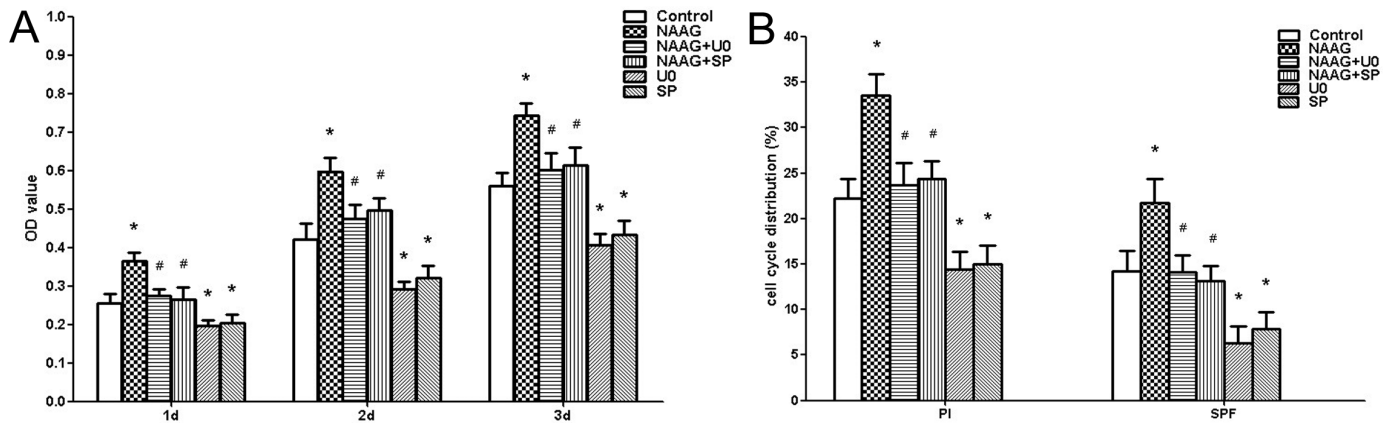 A
OD value
1.0
0.9
0.8
0.7
0.6
0.5
0.4
0.3
0.2
0.1
0.0
Control
NAAG
NAAG+U0
NAAG+SP
U0
SP
* # # * *
* # # * *
* # # * *
1d 2d 3d
B
cell cycle distribution (%)
40
35
30
25
20
15
10
5
0
Control
NAAG
NAAG+U0
NAAG+SP
U0
SP
* # # * *
* # # * *
PI SPF